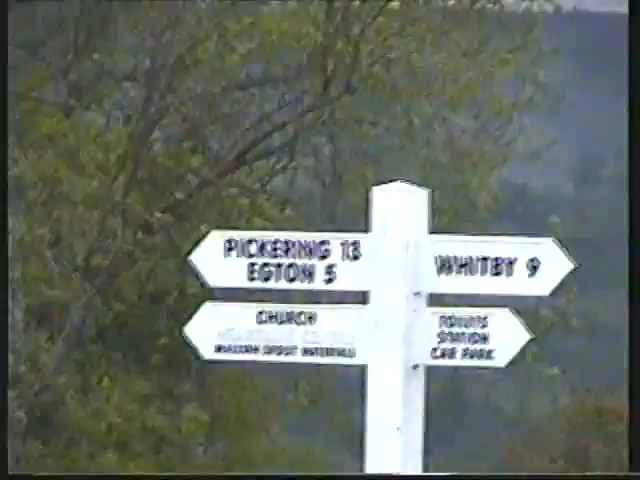 PICKERING 13
EGTON 5
WHITBY 9
CHURCH
TOILETS
STATION
CAR PARK